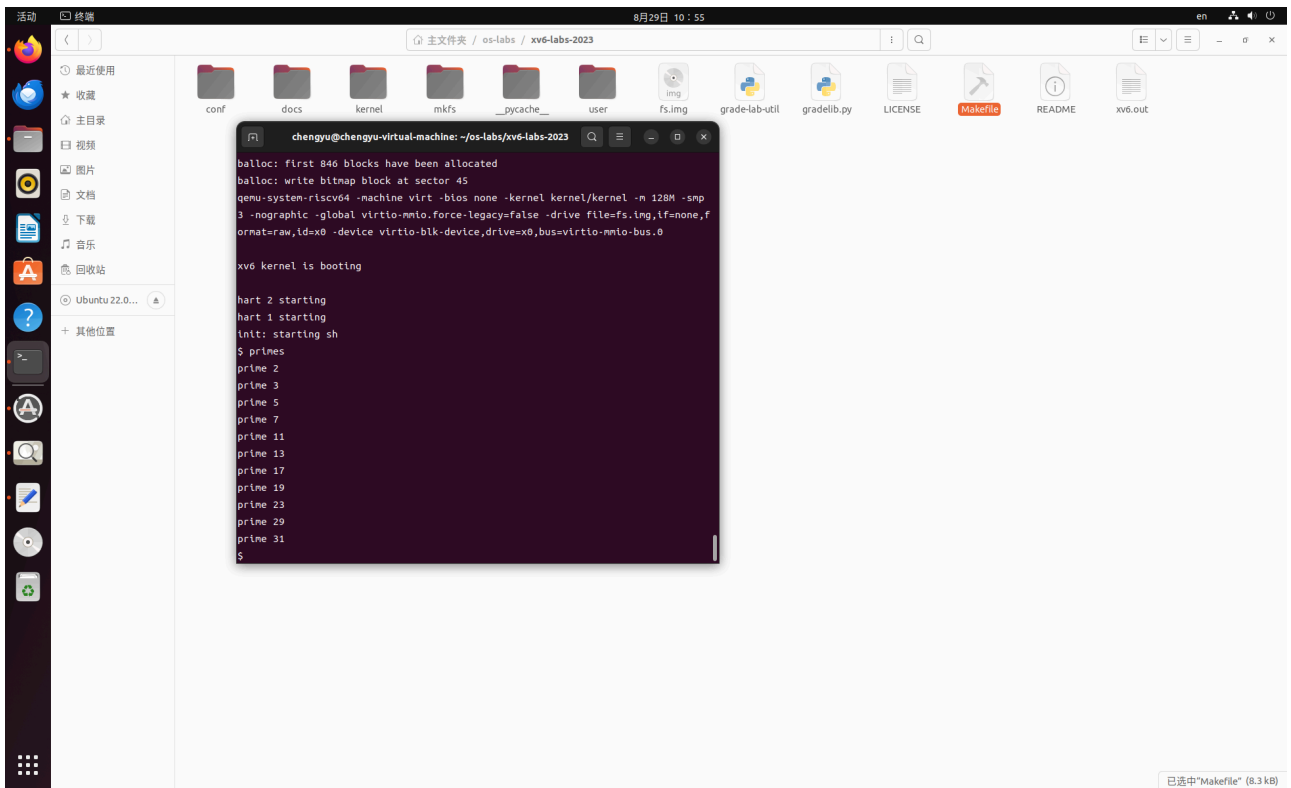 活动 终端 8月29日 10：55 en
主文件夹 / os-labs / xv6-labs-2023
最近使用
收藏
主目录
视频
图片
文档
下载
音乐
回收站
Ubuntu 22.0...
+ 其他位置
conf docs kernel mkfs __pycache__ user fs.img grade-lab-util gradelib.py LICENSE Makefile README xv6.out
img
chengyu@chengyu-virtual-machine: ~/os-labs/xv6-labs-2023
balloc: first 846 blocks have been allocated
balloc: write bitmap block at sector 45
qemu-system-riscv64 -machine virt -bios none -kernel kernel/kernel -m 128M -smp
3 -nographic -global virtio-mmio.force-legacy=false -drive file=fs.img,if=none,f
ormat=raw,id=x0 -device virtio-blk-device,drive=x0,bus=virtio-mmio-bus.0
xv6 kernel is booting
hart 2 starting
hart 1 starting
init: starting sh
$ primes
prime 2
prime 3
prime 5
prime 7
prime 11
prime 13
prime 17
prime 19
prime 23
prime 29
prime 31
$
已选中"Makefile" (8.3 kB)